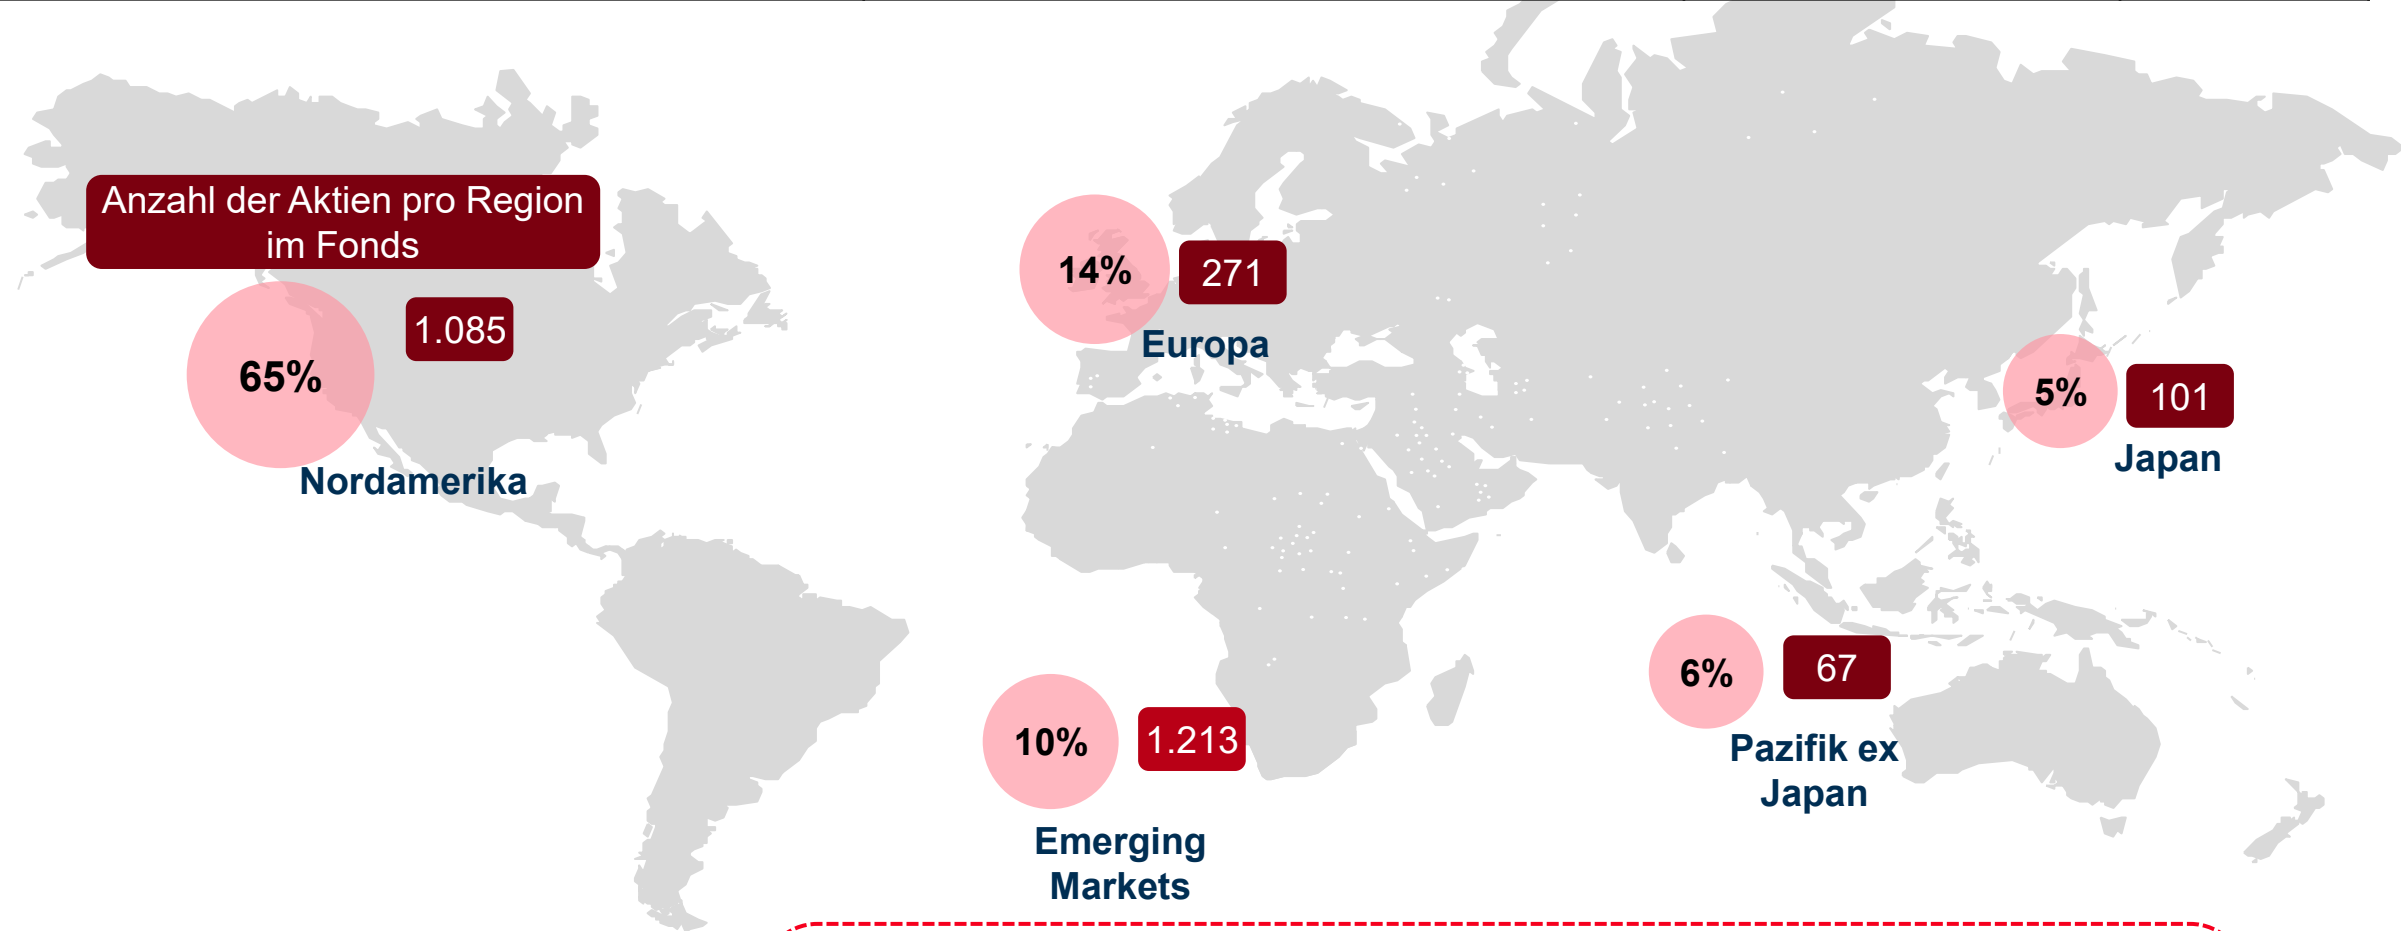 Anzahl der Aktien pro Region
im Fonds
1.085
65%
Nordamerika
14%
271
Europa
5%
101
Japan
6%
67
Pazifik ex
Japan
10%
1.213
Emerging
Markets